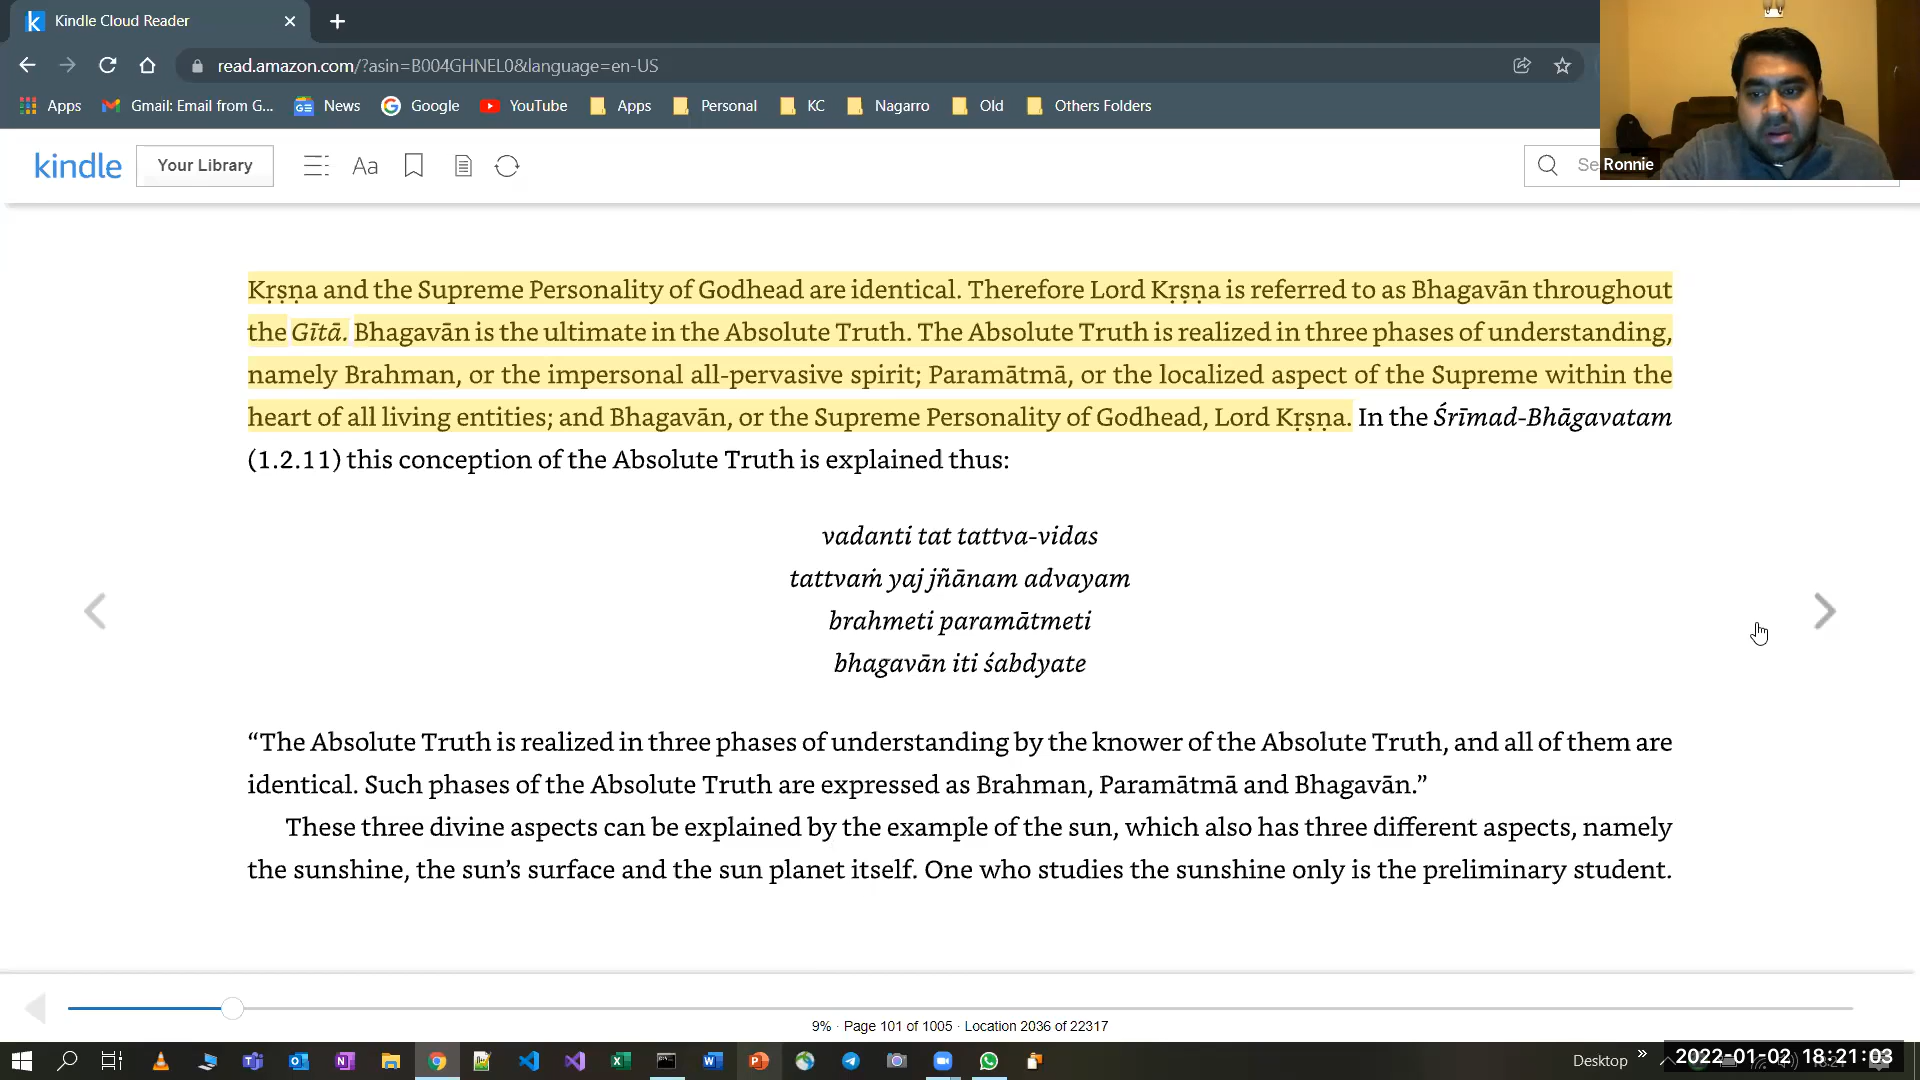 Kindle Cloud Reader
read.amazon.com/?asin=B004GHNEL0&language=en-US
Apps Gmail: Email from G... News Google YouTube Apps Personal KC Nagarro Old Others Folders
kindle Your Library Aa Se
Ronnie
Kṛṣṇa and the Supreme Personality of Godhead are identical. Therefore Lord Kṛṣṇa is referred to as Bhagavān throughout
the Gītā. Bhagavān is the ultimate in the Absolute Truth. The Absolute Truth is realized in three phases of understanding,
namely Brahman, or the impersonal all-pervasive spirit; Paramātmā, or the localized aspect of the Supreme within the
heart of all living entities; and Bhagavān, or the Supreme Personality of Godhead, Lord Kṛṣṇa. In the Śrīmad-Bhāgavatam
(1.2.11) this conception of the Absolute Truth is explained thus:
vadanti tat tattva-vidas
tattvaṁ yaj jñānam advayam
brahmeti paramātmeti
bhagavān iti śabdyate
“The Absolute Truth is realized in three phases of understanding by the knower of the Absolute Truth, and all of them are
identical. Such phases of the Absolute Truth are expressed as Brahman, Paramātmā and Bhagavān.”
These three divine aspects can be explained by the example of the sun, which also has three different aspects, namely
the sunshine, the sun’s surface and the sun planet itself. One who studies the sunshine only is the preliminary student.
9% · Page 101 of 1005 · Location 2036 of 22317
Desktop 2022-01-02 18:21:03